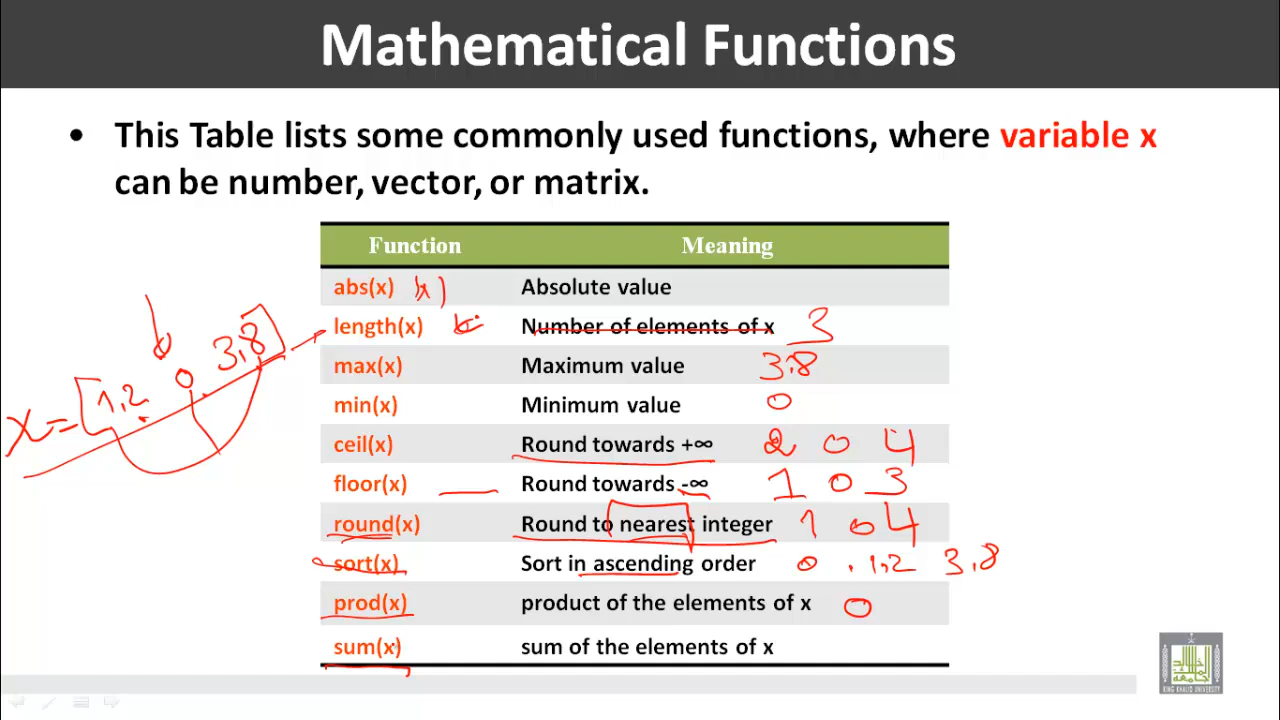 Mathematical Functions
• This Table lists some commonly used functions, where variable x
can be number, vector, or matrix.
Function Meaning
abs(x) |x| Absolute value
length(x) Number of elements of x 3
max(x) Maximum value 3.8
min(x) Minimum value 0
ceil(x) Round towards +∞ 2 0 4
floor(x) Round towards -∞ 1 0 3
round(x) Round to nearest integer 1 0 4
sort(x) Sort in ascending order 0 1.2 3.8
prod(x) product of the elements of x 0
sum(x) sum of the elements of x
x=[1.2 0 3.8]
KING KHALID UNIVERSITY